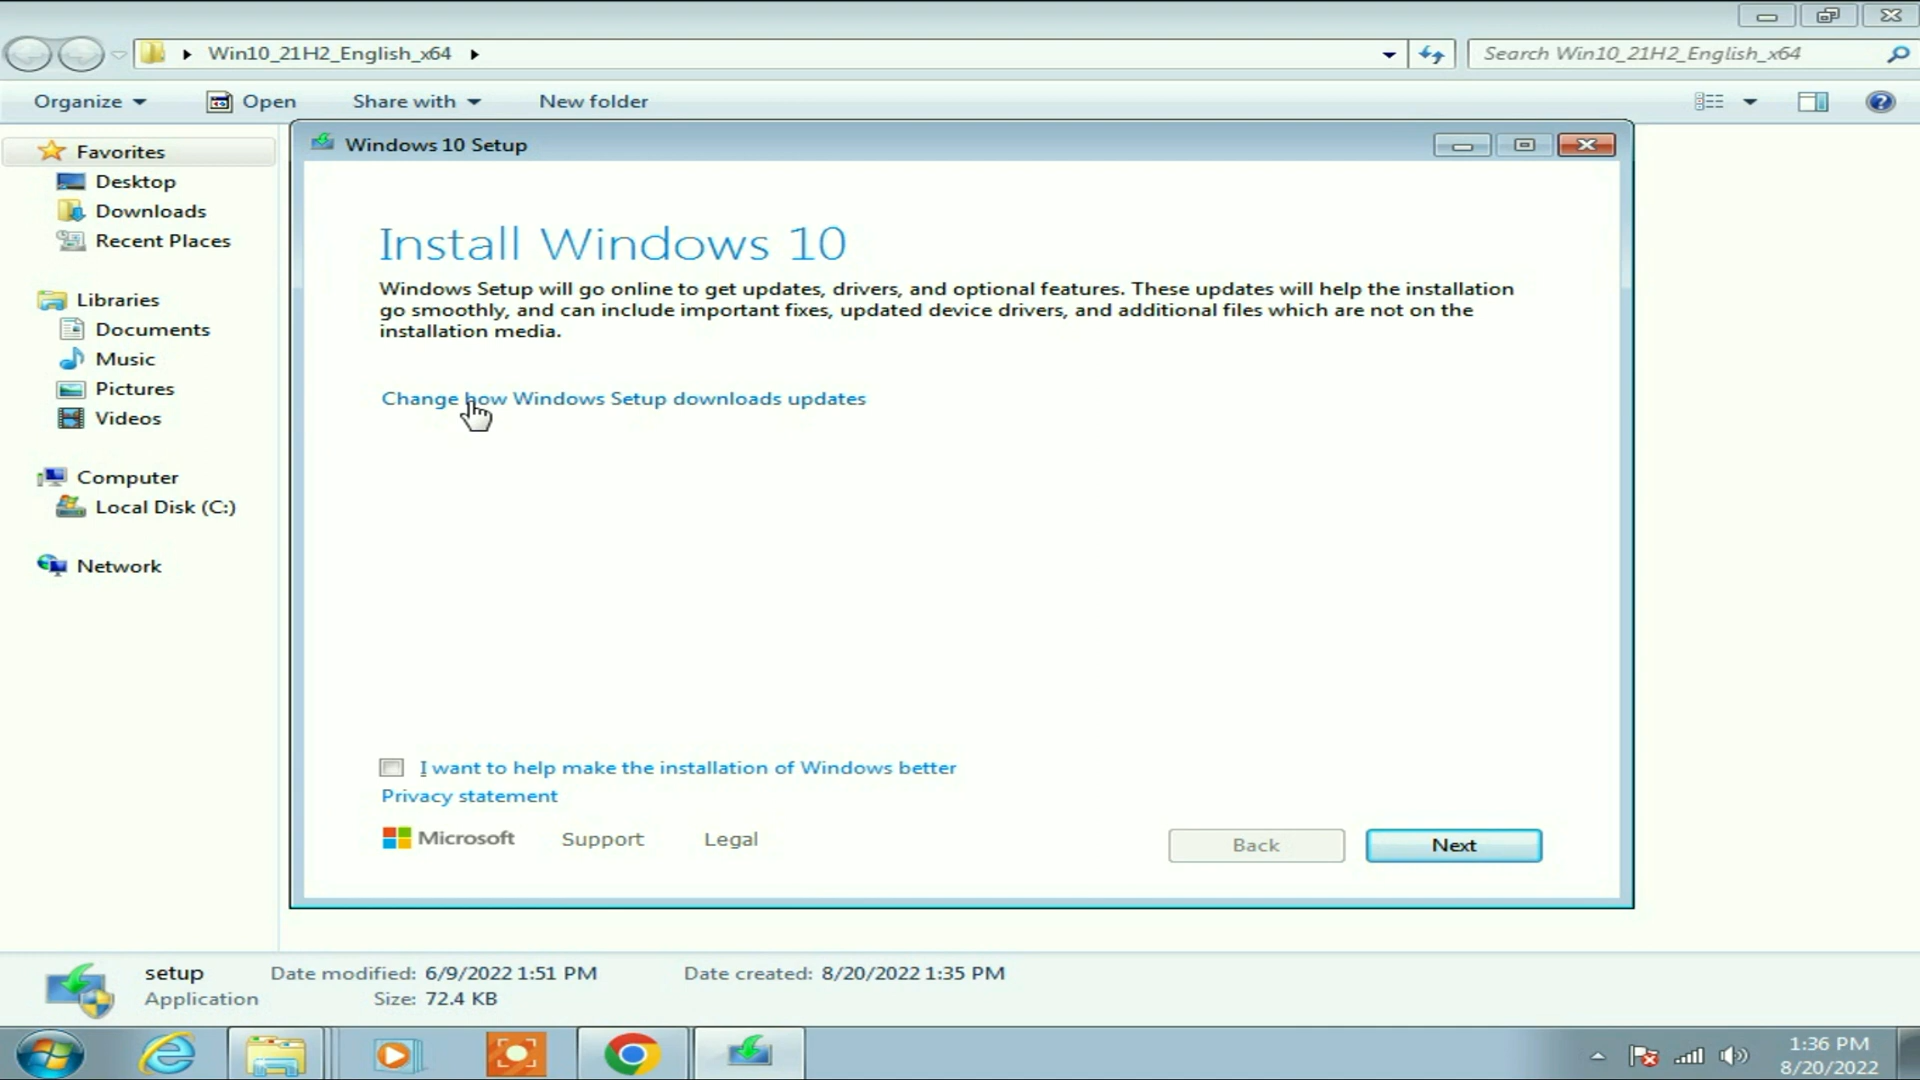 Win10_21H2_English_x64
Search Win10_21H2_English_x64
Organize Open Share with New folder
Favorites
Desktop
Downloads
Recent Places
Libraries
Documents
Music
Pictures
Videos
Computer
Local Disk (C:)
Network
Windows 10 Setup
Install Windows 10
Windows Setup will go online to get updates, drivers, and optional features. These updates will help the installation
go smoothly, and can include important fixes, updated device drivers, and additional files which are not on the
installation media.
Change how Windows Setup downloads updates
I want to help make the installation of Windows better
Privacy statement
Microsoft Support Legal
Back Next
setup Date modified: 6/9/2022 1:51 PM Date created: 8/20/2022 1:35 PM
Application Size: 72.4 KB
1:36 PM
8/20/2022